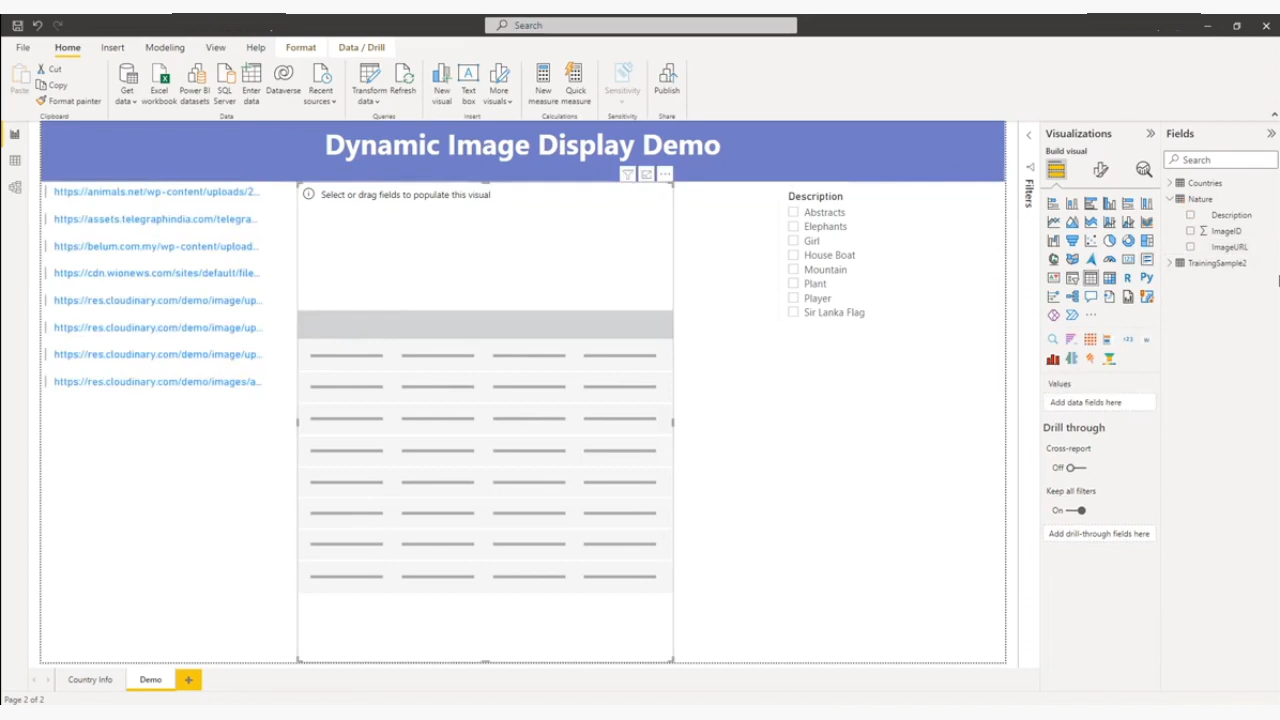 Search
File Home Insert Modeling View Help Format Data / Drill
Paste
Cut
Copy
Format painter
Clipboard
Get data
Excel workbook
Power BI datasets
SQL Server
Enter data
Dataverse
Recent sources
Data
Transform data
Refresh
Queries
New visual
Text box
More visuals
Insert
New measure
Quick measure
Calculations
Sensitivity
Sensitivity
Publish
Share
Dynamic Image Display Demo
https://animals.net/wp-content/uploads/2...
https://assets.telegraphindia.com/telegra...
https://belum.com.my/wp-content/upload...
https://cdn.wionews.com/sites/default/file...
https://res.cloudinary.com/demo/image/up...
https://res.cloudinary.com/demo/image/up...
https://res.cloudinary.com/demo/image/up...
https://res.cloudinary.com/demo/images/a...
Select or drag fields to populate this visual
Description
Abstracts
Elephants
Girl
House Boat
Mountain
Plant
Player
Sir Lanka Flag
Filters
Visualizations
Build visual
R Py
Values
Add data fields here
Drill through
Cross-report
Off
Keep all filters
On
Add drill-through fields here
Fields
Search
Countries
Nature
Description
ImageID
ImageURL
TrainingSample2
Country Info
Demo
Page 2 of 2